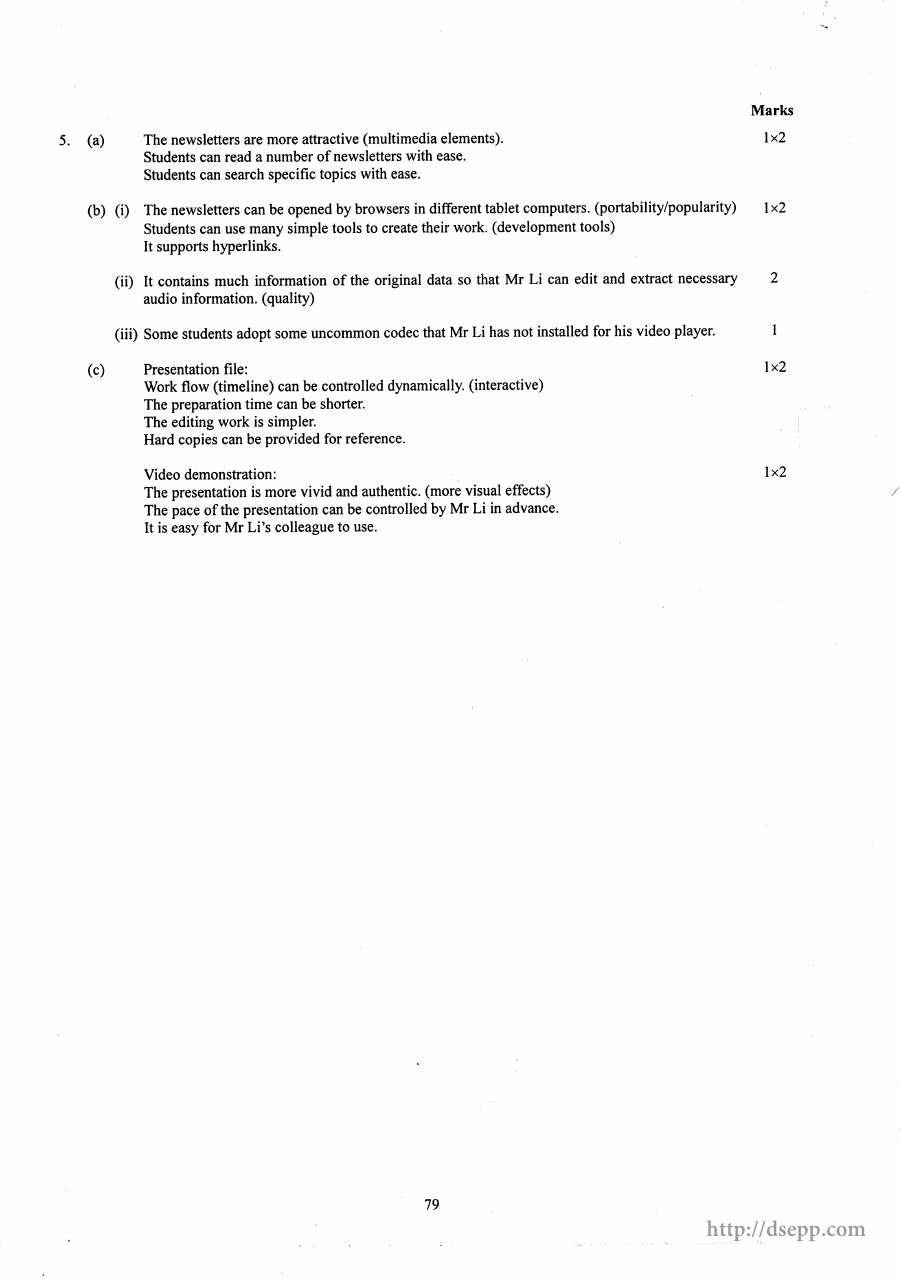 Marks
5. (a) The newsletters are more attractive (multimedia elements). 1×2
Students can read a number of newsletters with ease.
Students can search specific topics with ease.
(b) (i) The newsletters can be opened by browsers in different tablet computers. (portability/popularity) 1×2
Students can use many simple tools to create their work. (development tools)
It supports hyperlinks.
(ii) It contains much information of the original data so that Mr Li can edit and extract necessary 2
audio information. (quality)
(iii) Some students adopt some uncommon codec that Mr Li has not installed for his video player. 1
(c) Presentation file: 1×2
Work flow (timeline) can be controlled dynamically. (interactive)
The preparation time can be shorter.
The editing work is simpler.
Hard copies can be provided for reference.
Video demonstration: 1×2
The presentation is more vivid and authentic. (more visual effects)
The pace of the presentation can be controlled by Mr Li in advance.
It is easy for Mr Li's colleague to use.
79
http://dsepp.com